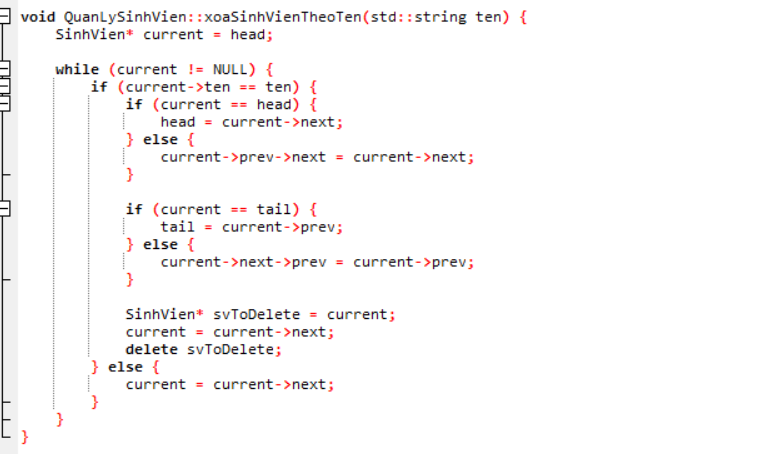 void QuanLySinhVien::xoaSinhVienTheoTen(std::string ten) {
    SinhVien* current = head;

    while (current != NULL) {
        if (current->ten == ten) {
            if (current == head) {
                head = current->next;
            } else {
                current->prev->next = current->next;
            }

            if (current == tail) {
                tail = current->prev;
            } else {
                current->next->prev = current->prev;
            }

            SinhVien* svToDelete = current;
            current = current->next;
            delete svToDelete;
        } else {
            current = current->next;
        }
    }
}